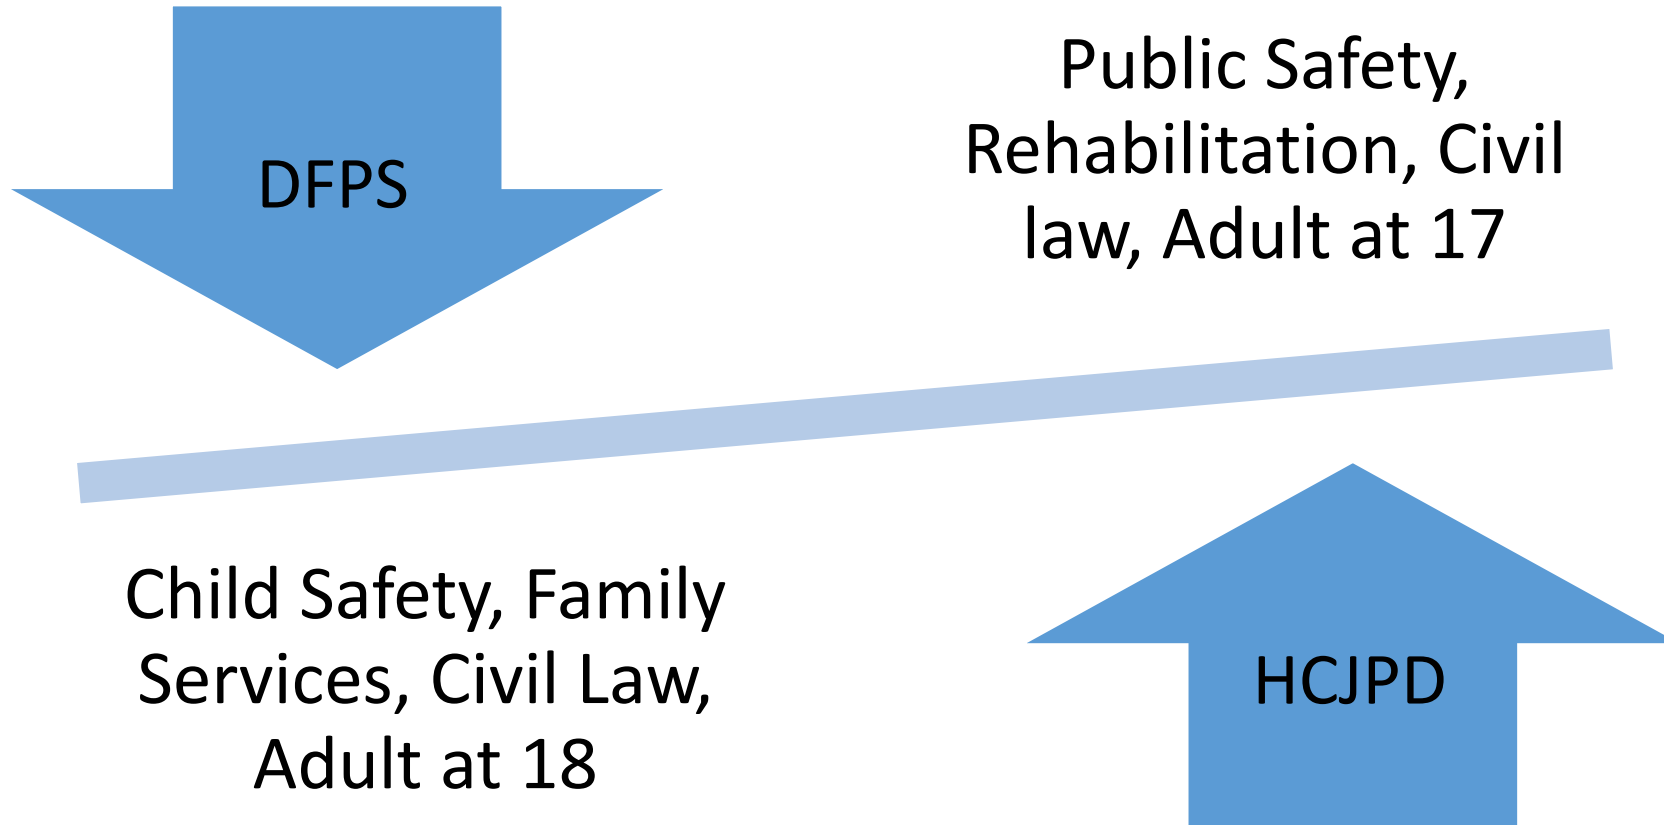 DFPS
Public Safety,
Rehabilitation, Civil
law, Adult at 17
Child Safety, Family
Services, Civil Law,
Adult at 18
HCJPD